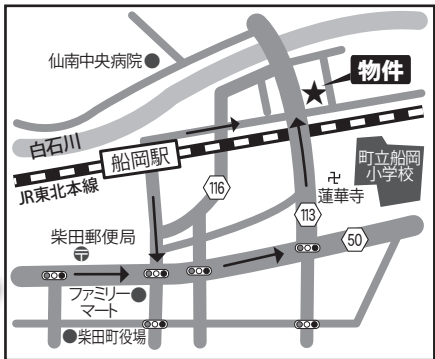 仙南中央病院
物件
白石川
船岡駅
JR東北本線
116
町立船岡
小学校
卍
蓮華寺
113
柴田郵便局
〒
50
ファミリー
マート
柴田町役場